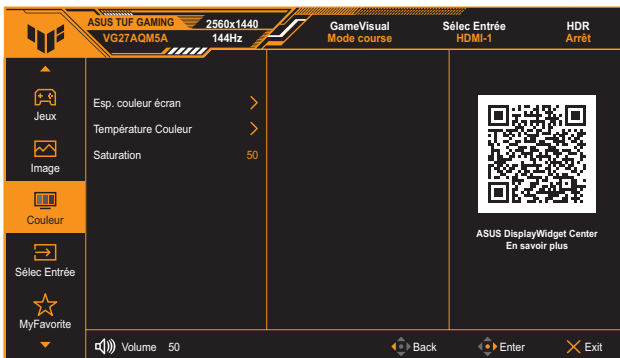 ASUS TUF GAMING
VG27AQM5A
2560x1440
144Hz
GameVisual
Mode course
Sélec Entrée
HDMI-1
HDR
Arrêt
Jeux
Image
Couleur
Sélec Entrée
MyFavorite
Esp. couleur écran
Température Couleur
Saturation 50
ASUS DisplayWidget Center
En savoir plus
Volume 50
Back
Enter
Exit